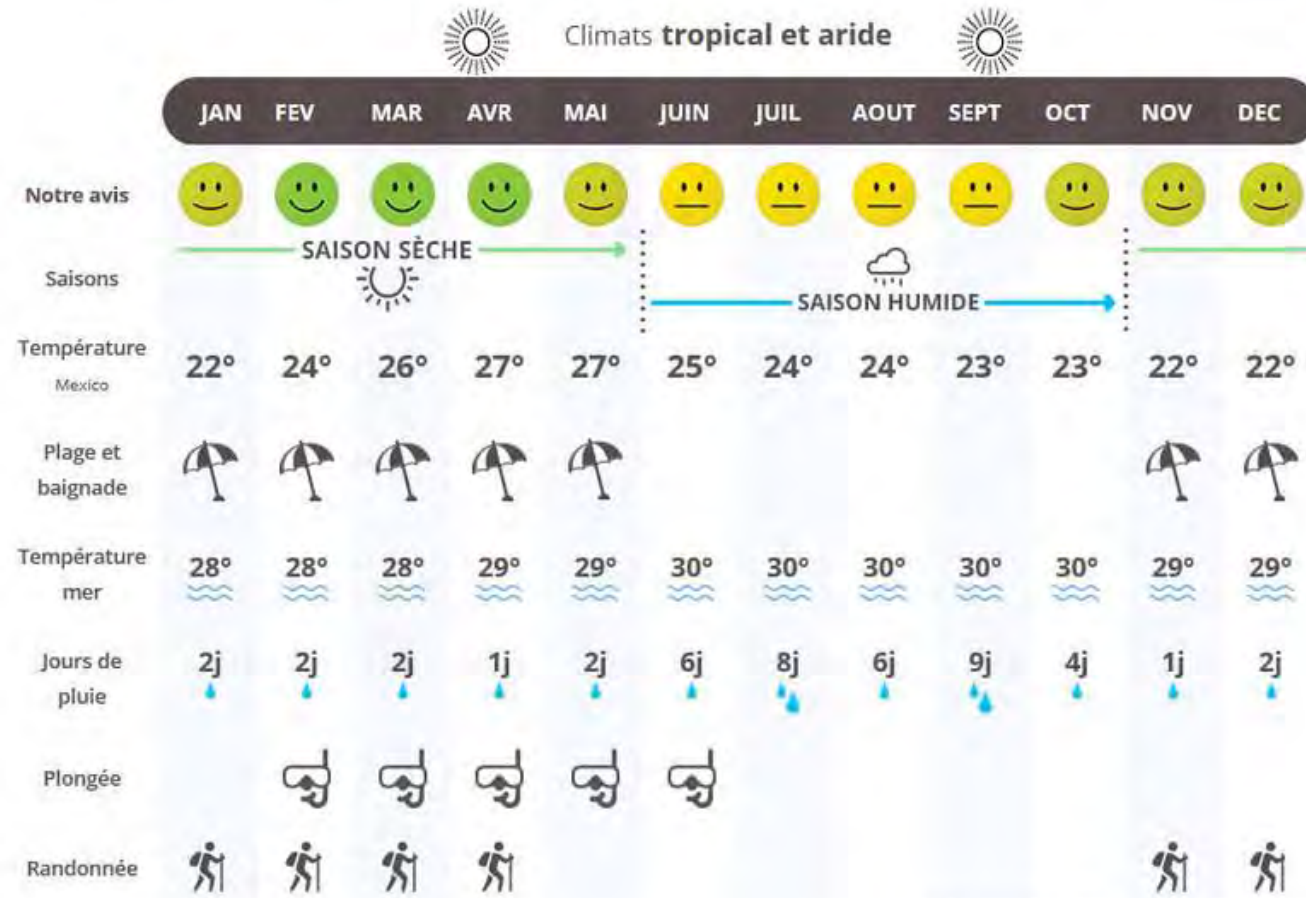 Climats tropical et aride
JAN FEV MAR AVR MAI JUIN JUIL AOUT SEPT OCT NOV DEC
Notre avis
SAISON SÈCHE
Saisons
SAISON HUMIDE
Température
Mexico
22° 24° 26° 27° 27° 25° 24° 24° 23° 23° 22° 22°
Plage et
baignade
Température
mer
28° 28° 28° 29° 29° 30° 30° 30° 30° 30° 29° 29°
Jours de
pluie
2j 2j 2j 1j 2j 6j 8j 6j 9j 4j 1j 2j
Plongée
Randonnée